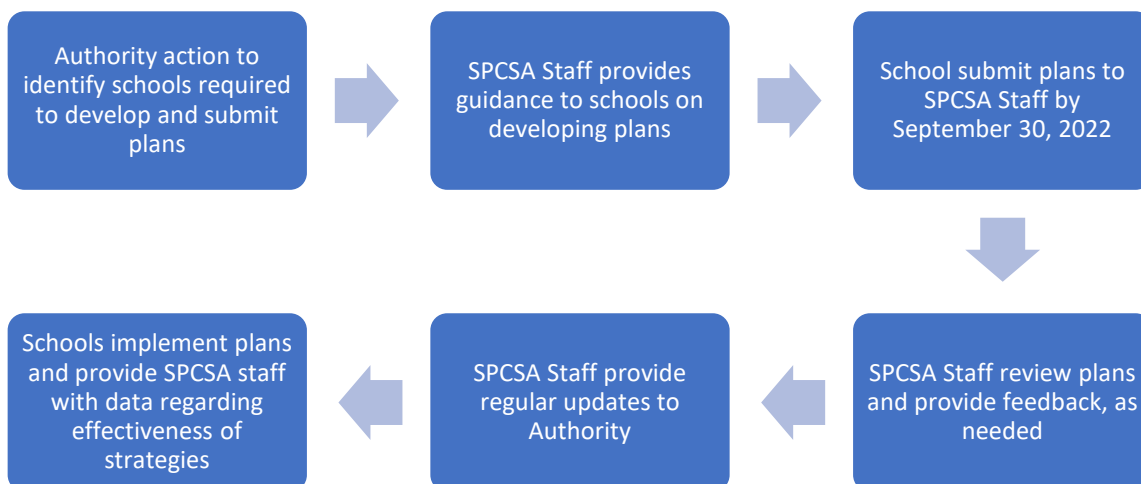 Authority action to
identify schools required
to develop and submit
plans
SPCSA Staff provides
guidance to schools on
developing plans
School submit plans to
SPCSA Staff by
September 30, 2022
SPCSA Staff review plans
and provide feedback, as
needed
SPCSA Staff provide
regular updates to
Authority
Schools implement plans
and provide SPCSA staff
with data regarding
effectiveness of
strategies